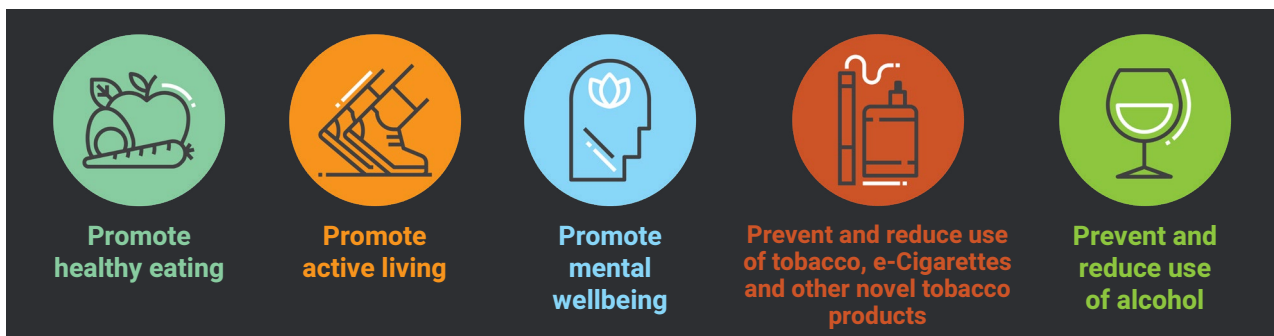 Promote
healthy eating
Promote
active living
Promote
mental
wellbeing
Prevent and reduce use
of tobacco, e-Cigarettes
and other novel tobacco
products
Prevent and
reduce use
of alcohol